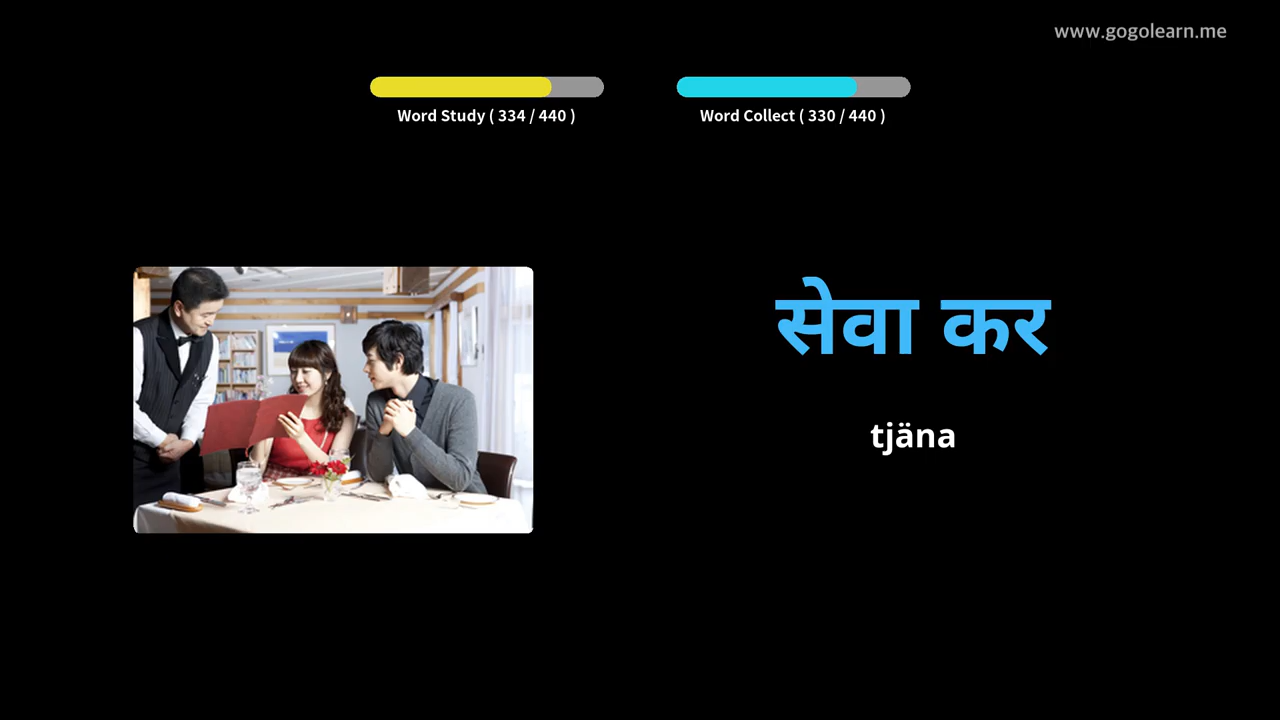 www.gogolearn.me
Word Study ( 334 / 440 )
Word Collect ( 330 / 440 )
सेवा कर
tjäna